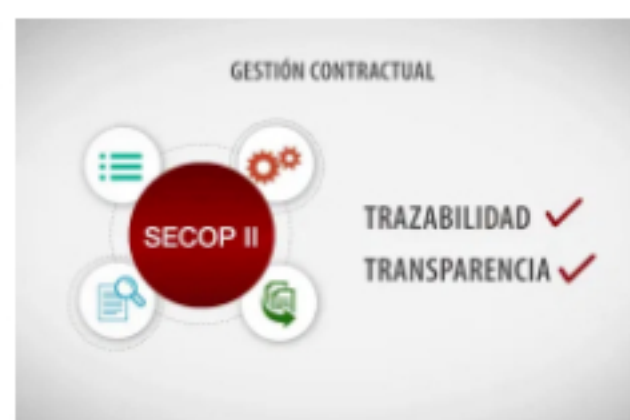 GESTIÓN CONTRACTUAL
SECOP II
TRAZABILIDAD
TRANSPARENCIA